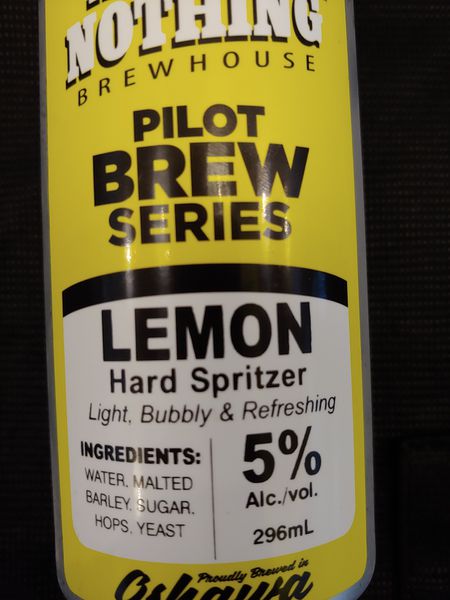 NOTHING
BREWHOUSE
PILOT
BREW
SERIES
LEMON
Hard Spritzer
Light, Bubbly & Refreshing
INGREDIENTS:
WATER, MALTED
BARLEY, SUGAR,
HOPS, YEAST
5%
Alc./vol.
296mL
Proudly Brewed in
Oshawa